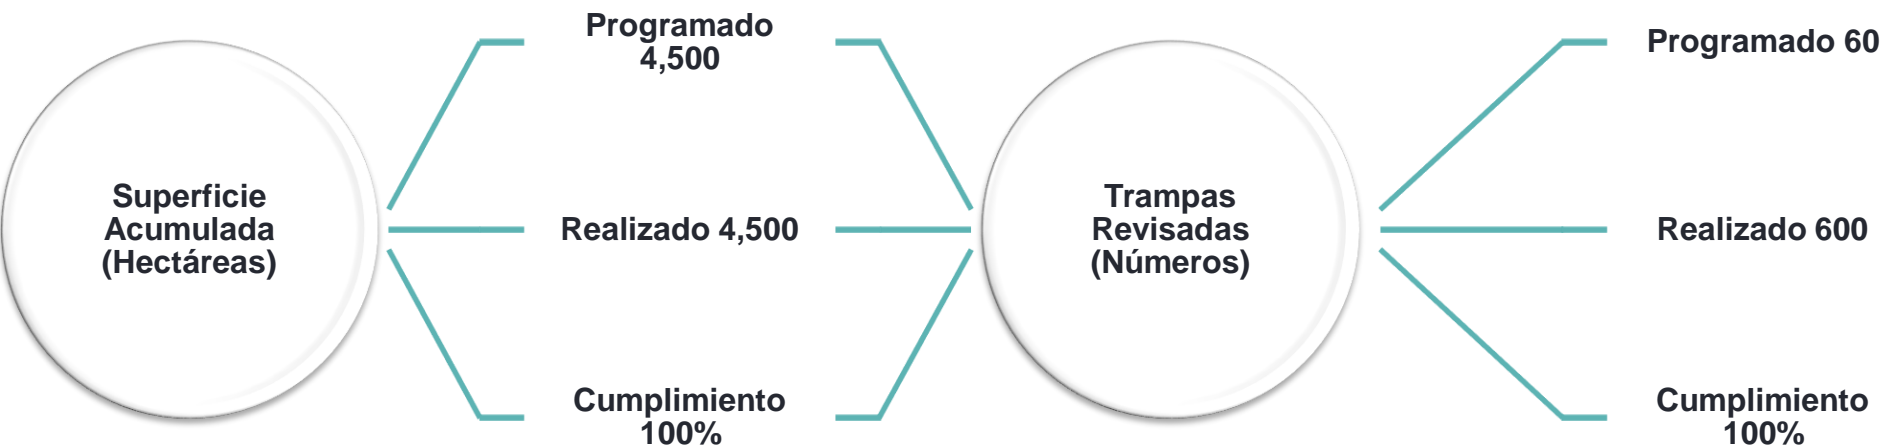 Superficie
Acumulada
(Hectáreas)
Programado
4,500
Realizado 4,500
Cumplimiento
100%
Trampas
Revisadas
(Números)
Programado 60
Realizado 600
Cumplimiento
100%